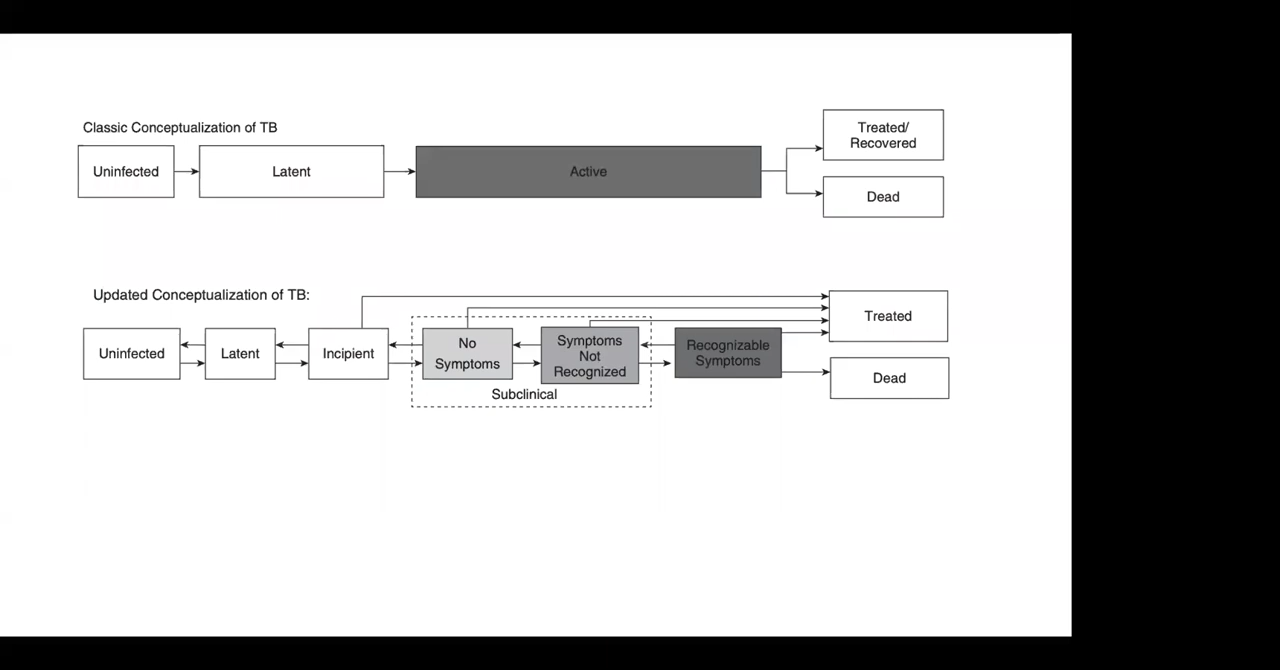 Classic Conceptualization of TB
Uninfected
Latent
Active
Treated/
Recovered
Dead
Updated Conceptualization of TB:
Uninfected
Latent
Incipient
No
Symptoms
Symptoms
Not
Recognized
Subclinical
Recognizable
Symptoms
Treated
Dead